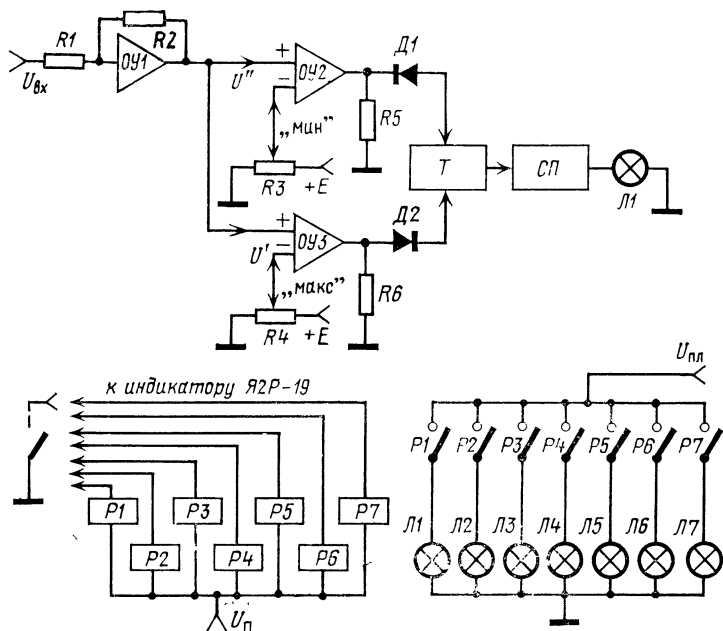 R1
R2
ОУ1
Uвх
U"
+
−
ОУ2
Д1
„мин"
R5
R3
+E
Т
СП
Л1
+
−
U'
ОУ3
Д2
„макс"
R6
R4
+E
к индикатору Я2Р-19
P1
P2
P3
P4
P5
P6
P7
Uп
Uпл
P1
P2
P3
P4
P5
P6
P7
Л1
Л2
Л3
Л4
Л5
Л6
Л7